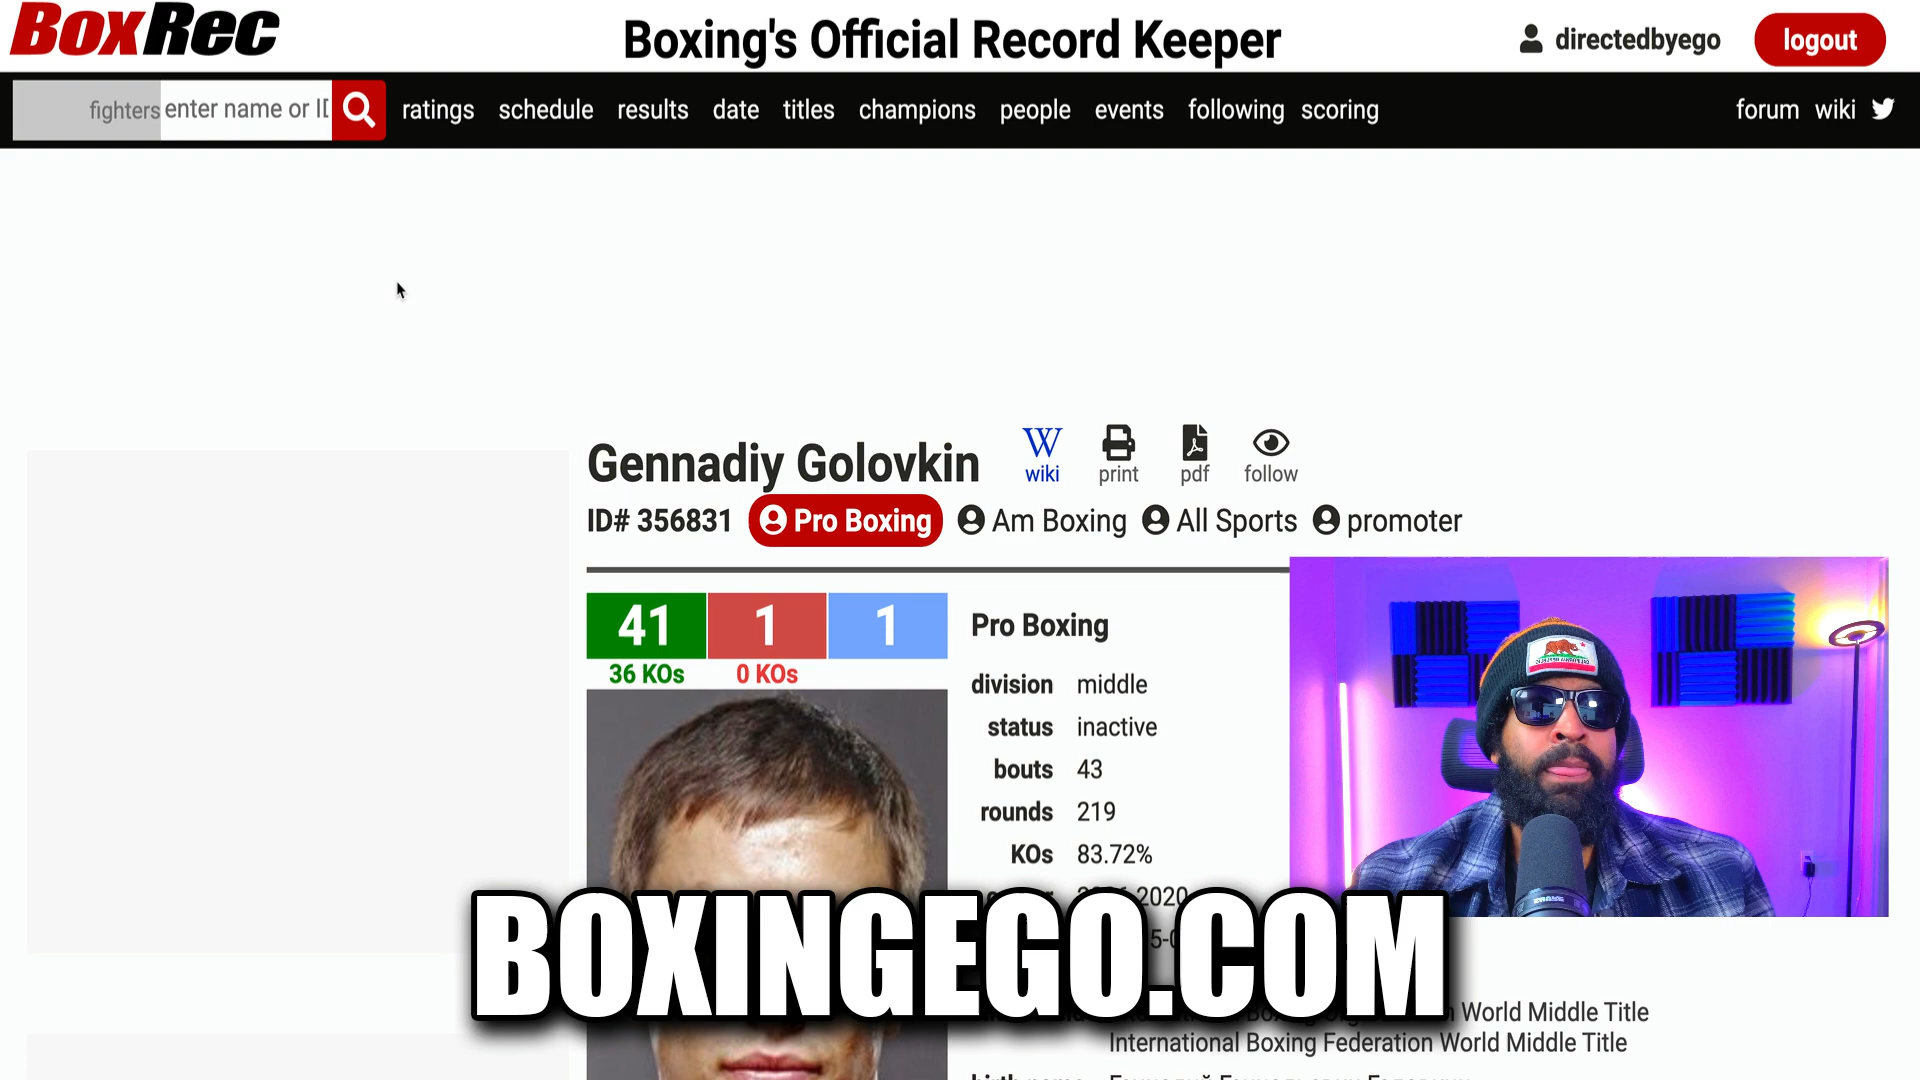 BoxRec
Boxing's Official Record Keeper
directedbyego
logout
fighters
enter name or ID
ratings schedule results date titles champions people events following scoring
forum wiki
Gennadiy Golovkin
W
wiki print pdf follow
ID# 356831 Pro Boxing Am Boxing All Sports promoter
41 1 1
36 KOs 0 KOs
Pro Boxing
division middle
status inactive
bouts 43
rounds 219
KOs 83.72%
2020
BOXINGEGO.COM
World Middle Title
International Boxing Federation World Middle Title